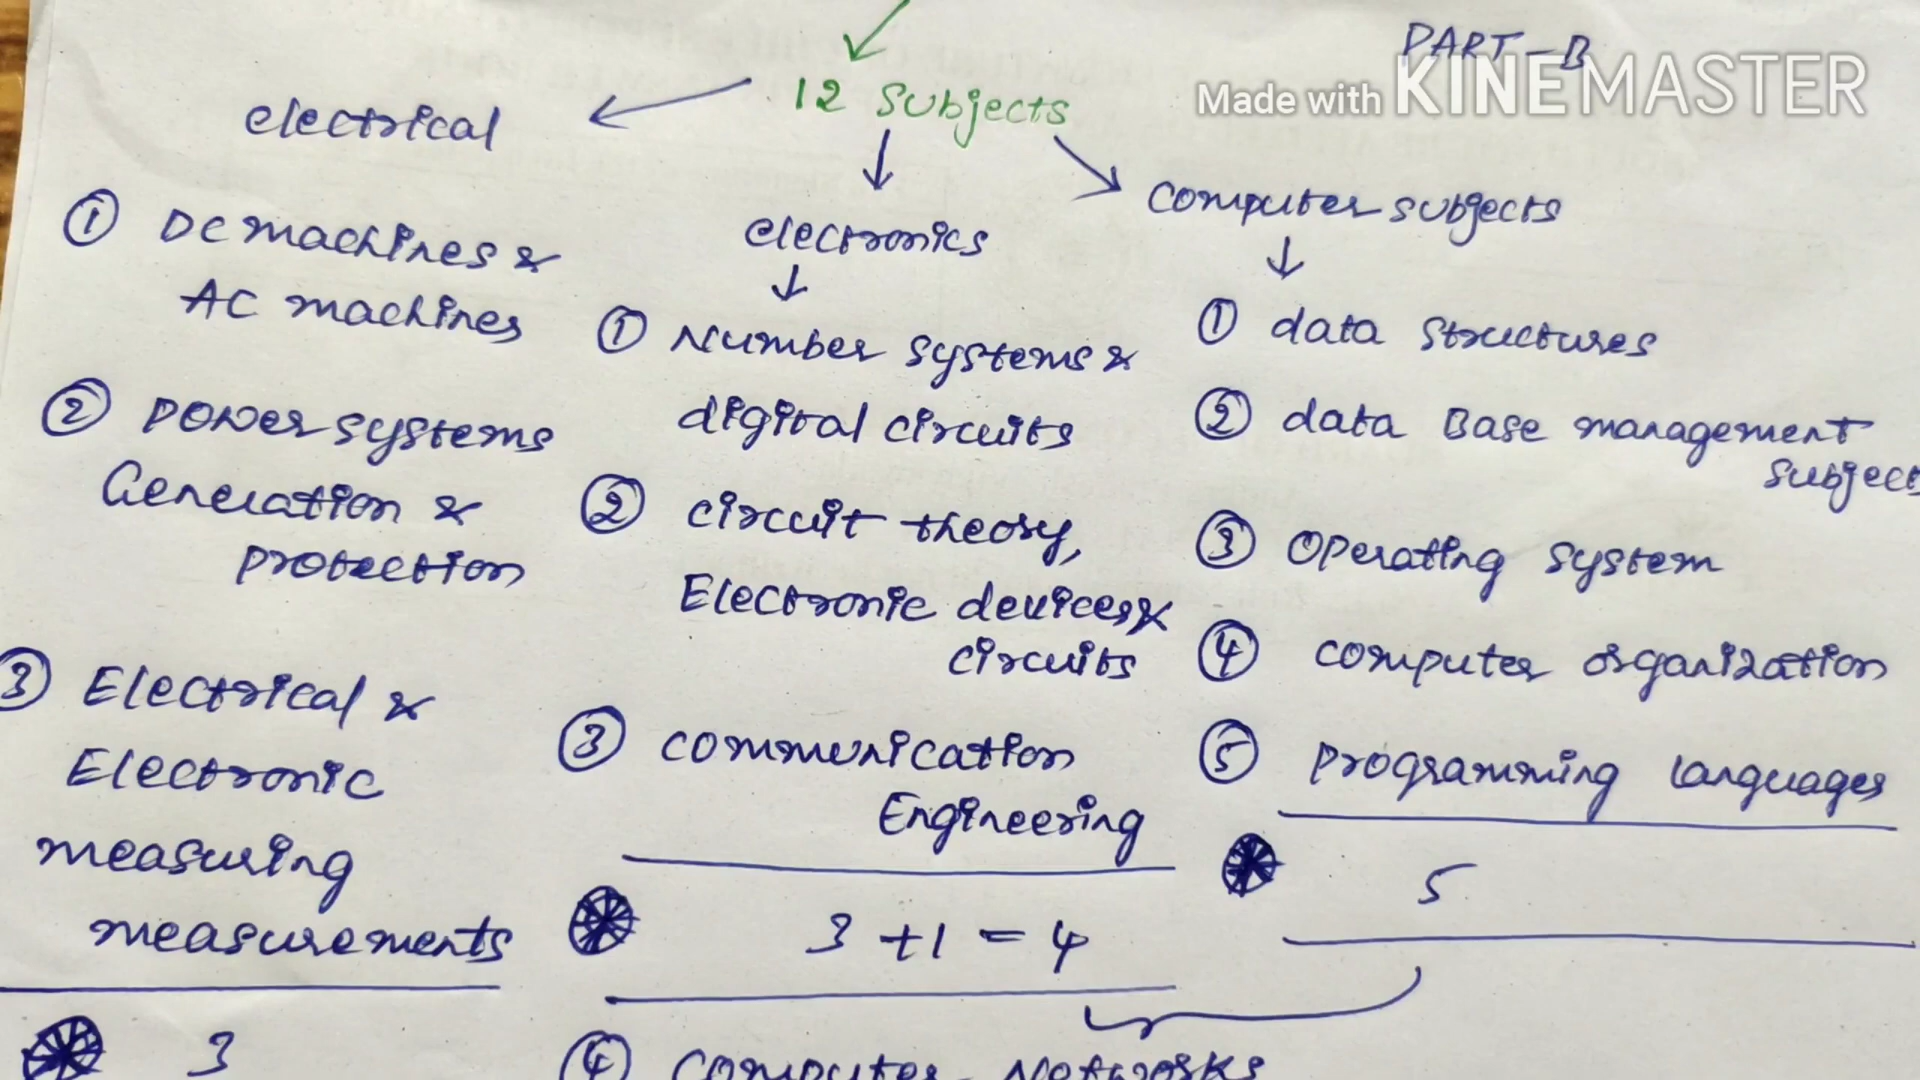 PART-B
Made with KINEMASTER
12 subjects
electrical
① DC machines &
AC machines
② power systems
Generation &
protection
③ Electrical &
Electronic
measuring
measurements
3
electronics
① Number systems &
digital circuits
② circuit theory,
Electronic devices &
circuits
③ communication
Engineering
3 + 1 = 4
④ computer Networks
computer subjects
① data structures
② data Base management
subject
③ operating system
④ computer organization
⑤ programming languages
5